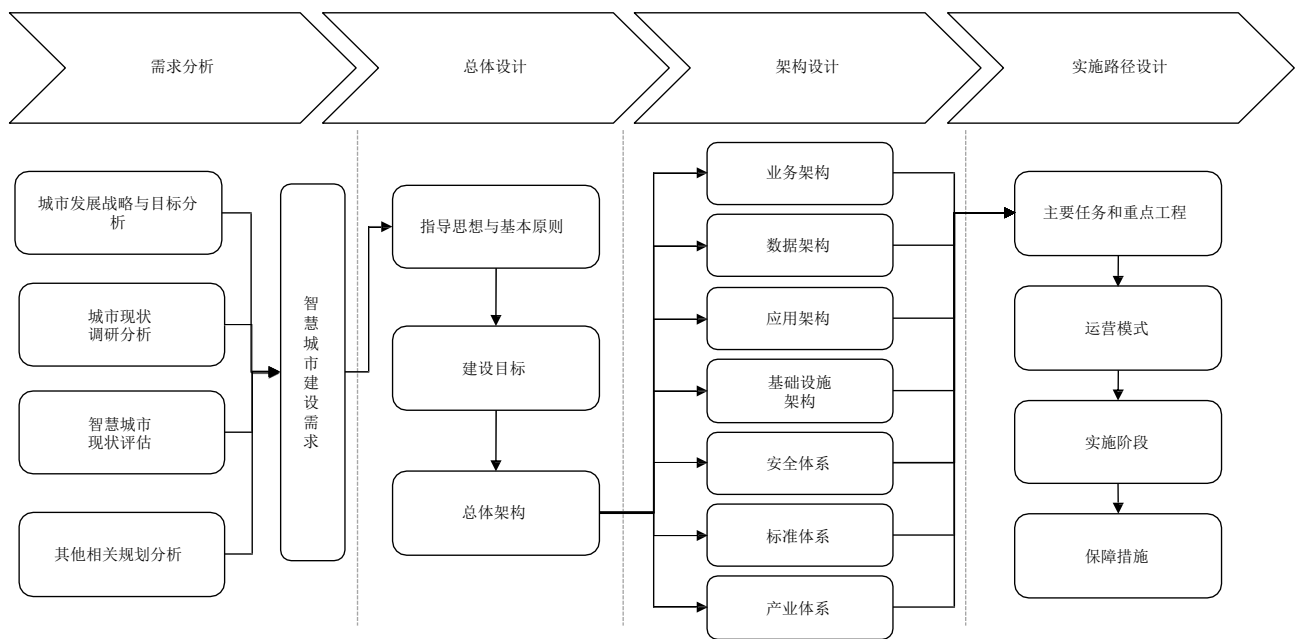 需求分析
总体设计
架构设计
实施路径设计
城市发展战略与目标分
析
城市现状
调研分析
智慧城市
现状评估
其他相关规划分析
智慧城市建设需求
指导思想与基本原则
建设目标
总体架构
业务架构
数据架构
应用架构
基础设施
架构
安全体系
标准体系
产业体系
主要任务和重点工程
运营模式
实施阶段
保障措施